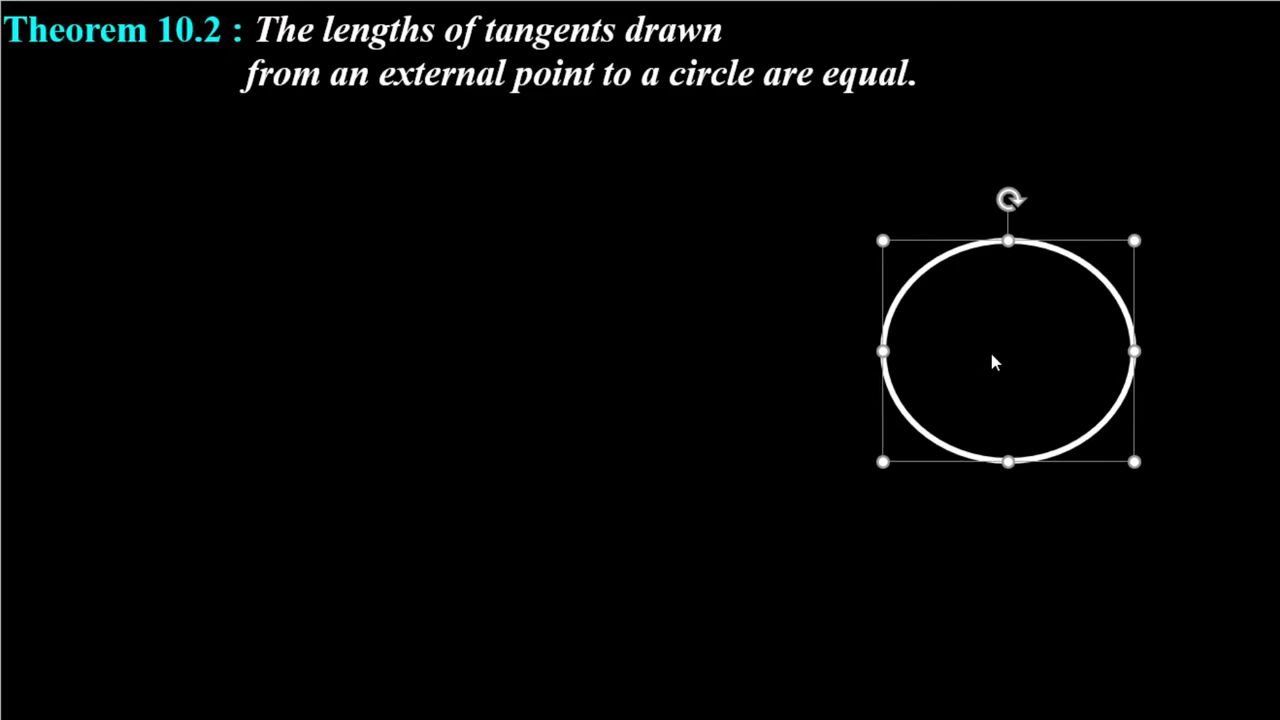 Theorem 10.2 : The lengths of tangents drawn
from an external point to a circle are equal.